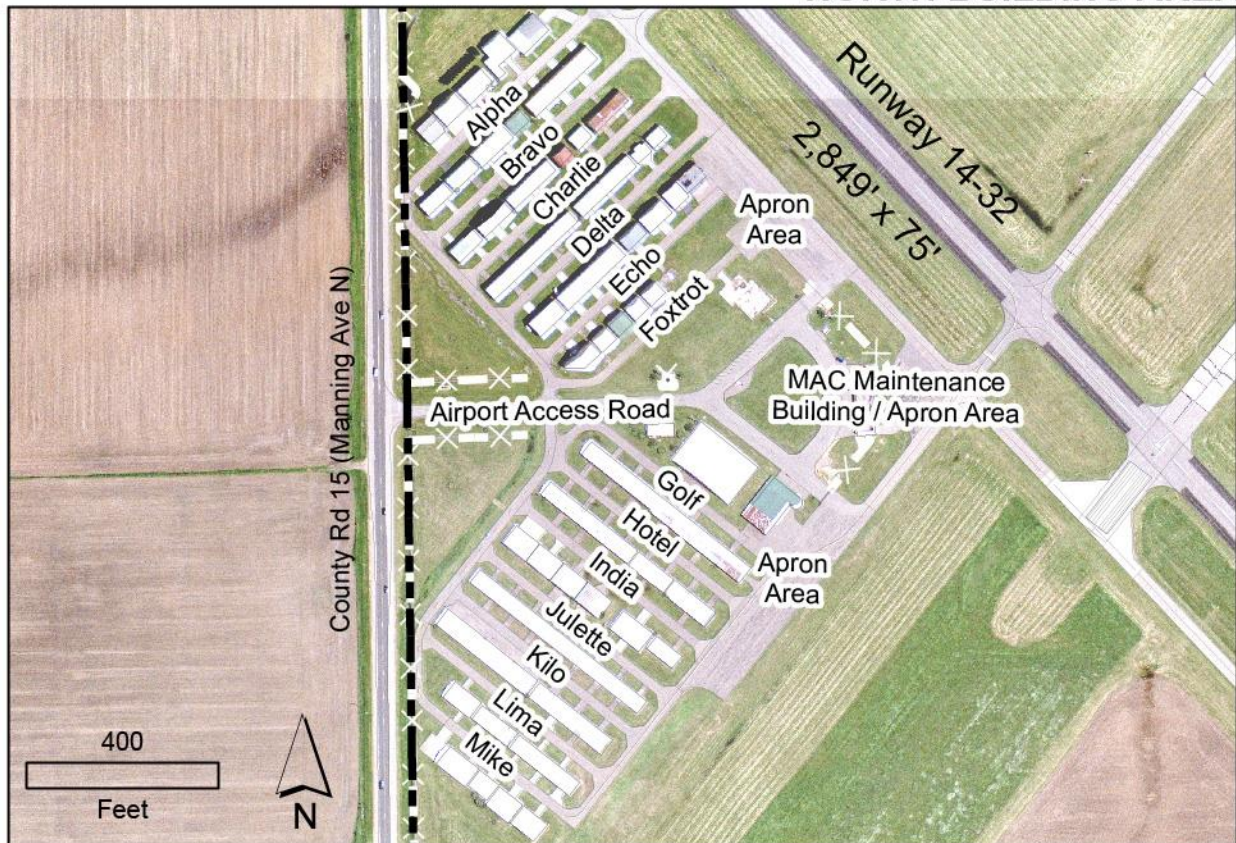 Runway 14-32
2,849' x 75'
Alpha
Bravo
Charlie
Delta
Echo
Foxtrot
Apron
Area
MAC Maintenance
Building / Apron Area
Airport Access Road
County Rd 15 (Manning Ave N)
Golf
Hotel
India
Julette
Kilo
Lima
Mike
Apron
Area
400
Feet
N